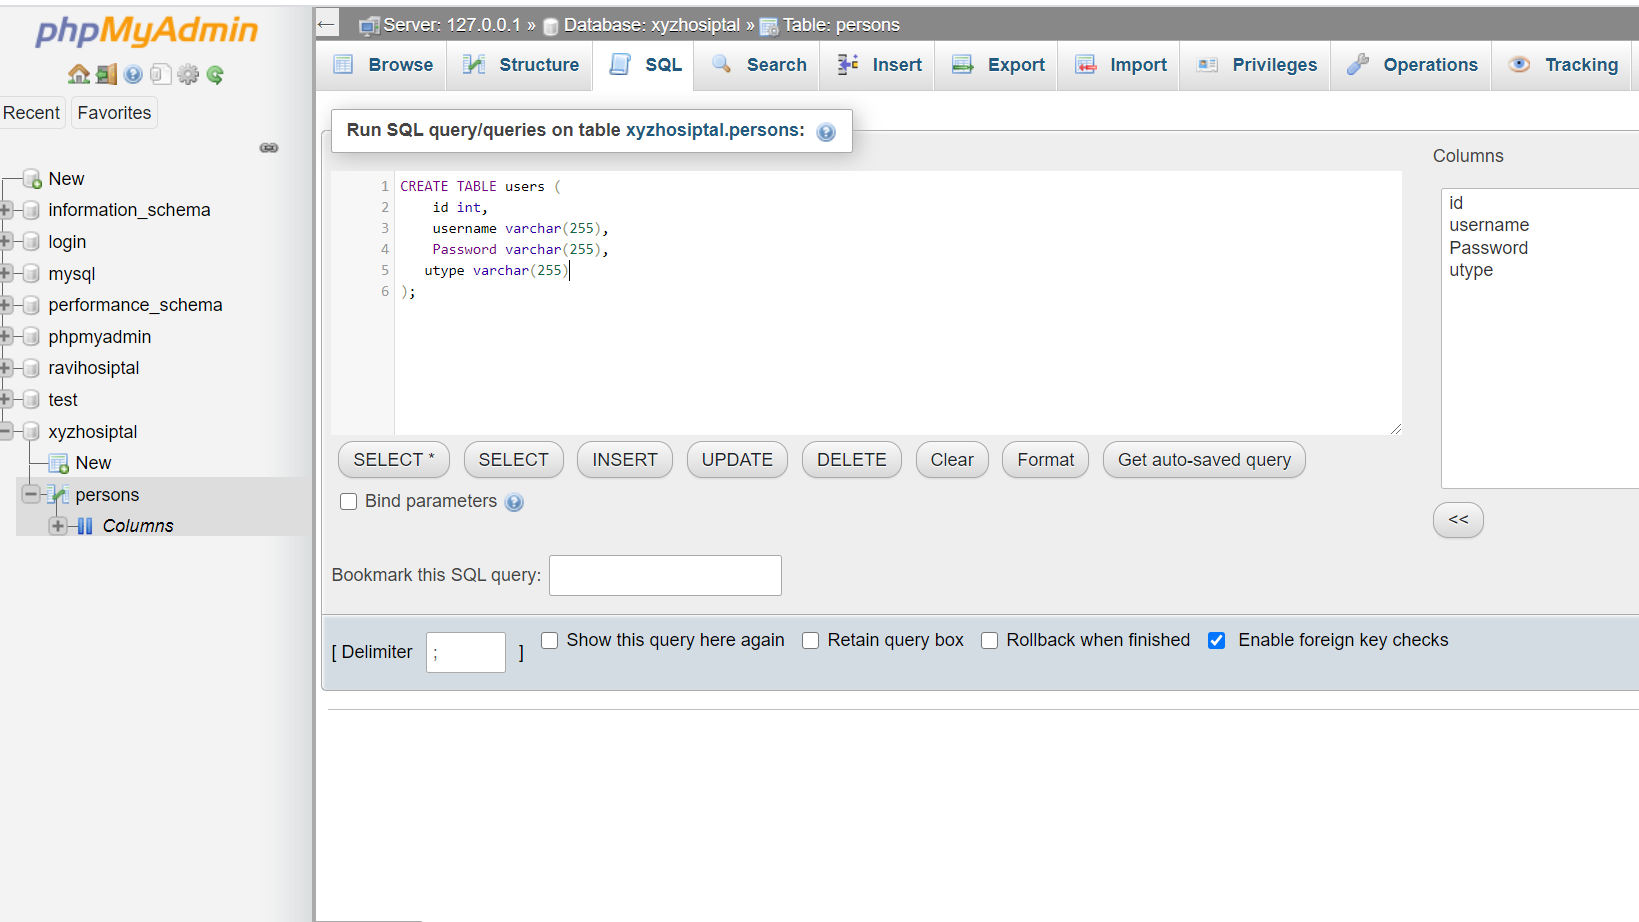 phpMyAdmin
Recent Favorites
New
information_schema
login
mysql
performance_schema
phpmyadmin
ravihosiptal
test
xyzhosiptal
New
persons
Columns
← Server: 127.0.0.1 » Database: xyzhosiptal » Table: persons
Browse Structure SQL Search Insert Export Import Privileges Operations Tracking
Run SQL query/queries on table xyzhosiptal.persons:
1 CREATE TABLE users (
2 id int,
3 username varchar(255),
4 Password varchar(255),
5 utype varchar(255)
6 );
SELECT * SELECT INSERT UPDATE DELETE Clear Format Get auto-saved query
Bind parameters
Bookmark this SQL query:
Columns
id
username
Password
utype
<<
[ Delimiter ; ] Show this query here again Retain query box Rollback when finished Enable foreign key checks